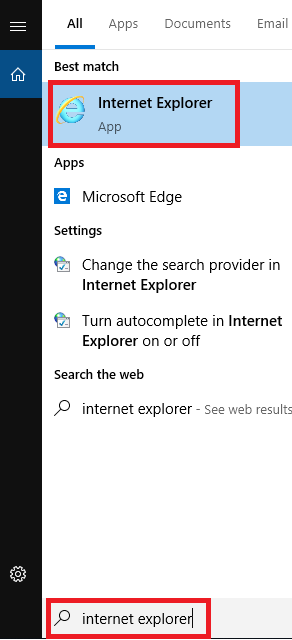 All Apps Documents Email
Best match
Internet Explorer
App
Apps
Microsoft Edge
Settings
Change the search provider in
Internet Explorer
Turn autocomplete in Internet
Explorer on or off
Search the web
internet explorer - See web results
internet explorer